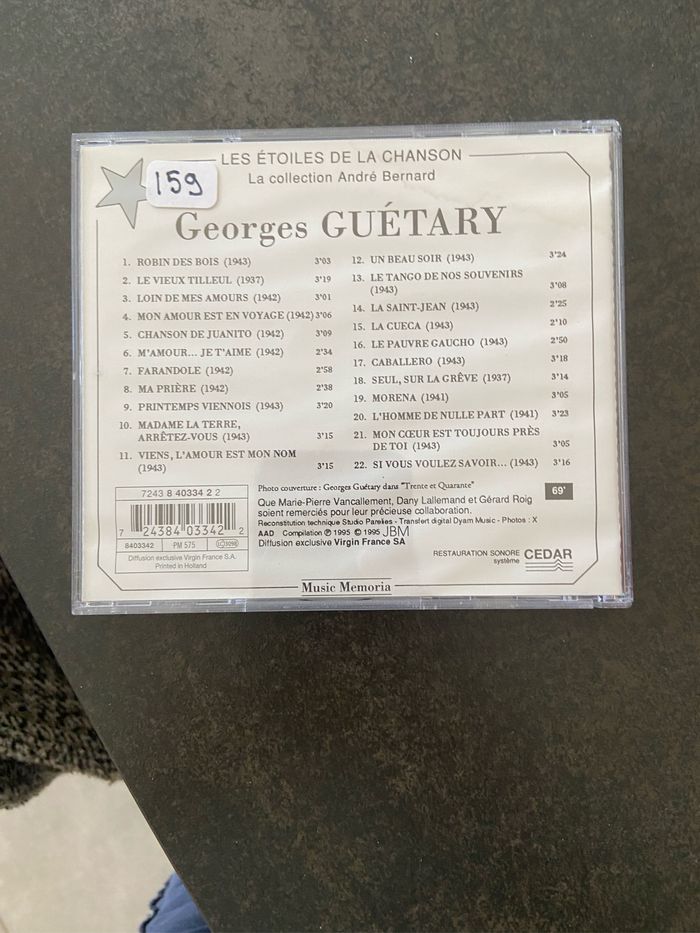 LES ÉTOILES DE LA CHANSON
La collection André Bernard
159
Georges GUÉTARY
1. ROBIN DES BOIS (1943) 3'03
2. LE VIEUX TILLEUL (1937) 3'19
3. LOIN DE MES AMOURS (1942) 3'01
4. MON AMOUR EST EN VOYAGE (1942) 3'06
5. CHANSON DE JUANITO (1942) 3'09
6. M'AMOUR... JE T'AIME (1942) 2'34
7. FARANDOLE (1942) 2'58
8. MA PRIÈRE (1942) 2'38
9. PRINTEMPS VIENNOIS (1943) 3'20
10. MADAME LA TERRE,
ARRÊTEZ-VOUS (1943) 3'15
11. VIENS, L'AMOUR EST MON NOM
(1943) 3'15
12. UN BEAU SOIR (1943) 3'24
13. LE TANGO DE NOS SOUVENIRS
(1943) 3'08
14. LA SAINT-JEAN (1943) 2'25
15. LA CUECA (1943) 2'10
16. LE PAUVRE GAUCHO (1943) 2'50
17. CABALLERO (1943) 3'18
18. SEUL, SUR LA GRÊVE (1937) 3'14
19. MORENA (1941) 3'05
20. L'HOMME DE NULLE PART (1941) 3'23
21. MON CŒUR EST TOUJOURS PRÈS
DE TOI (1943) 3'05
22. SI VOUS VOULEZ SAVOIR... (1943) 3'16
7243 8 40334 2 2
7 24384 03342 2
8403342 PM 575 LC 3098
Diffusion exclusive Virgin France S.A.
Printed in Holland
Photo couverture : Georges Guétary dans "Trente et Quarante"
69'
Que Marie-Pierre Vancallement, Dany Lallemand et Gérard Roig
soient remerciés pour leur précieuse collaboration.
Reconstitution technique Studio Parelies - Transfert digital Dyam Music - Photos : X
AAD Compilation ℗ 1995 © 1995 JBM
Diffusion exclusive Virgin France SA
RESTAURATION SONORE
système CEDAR
Music Memoria